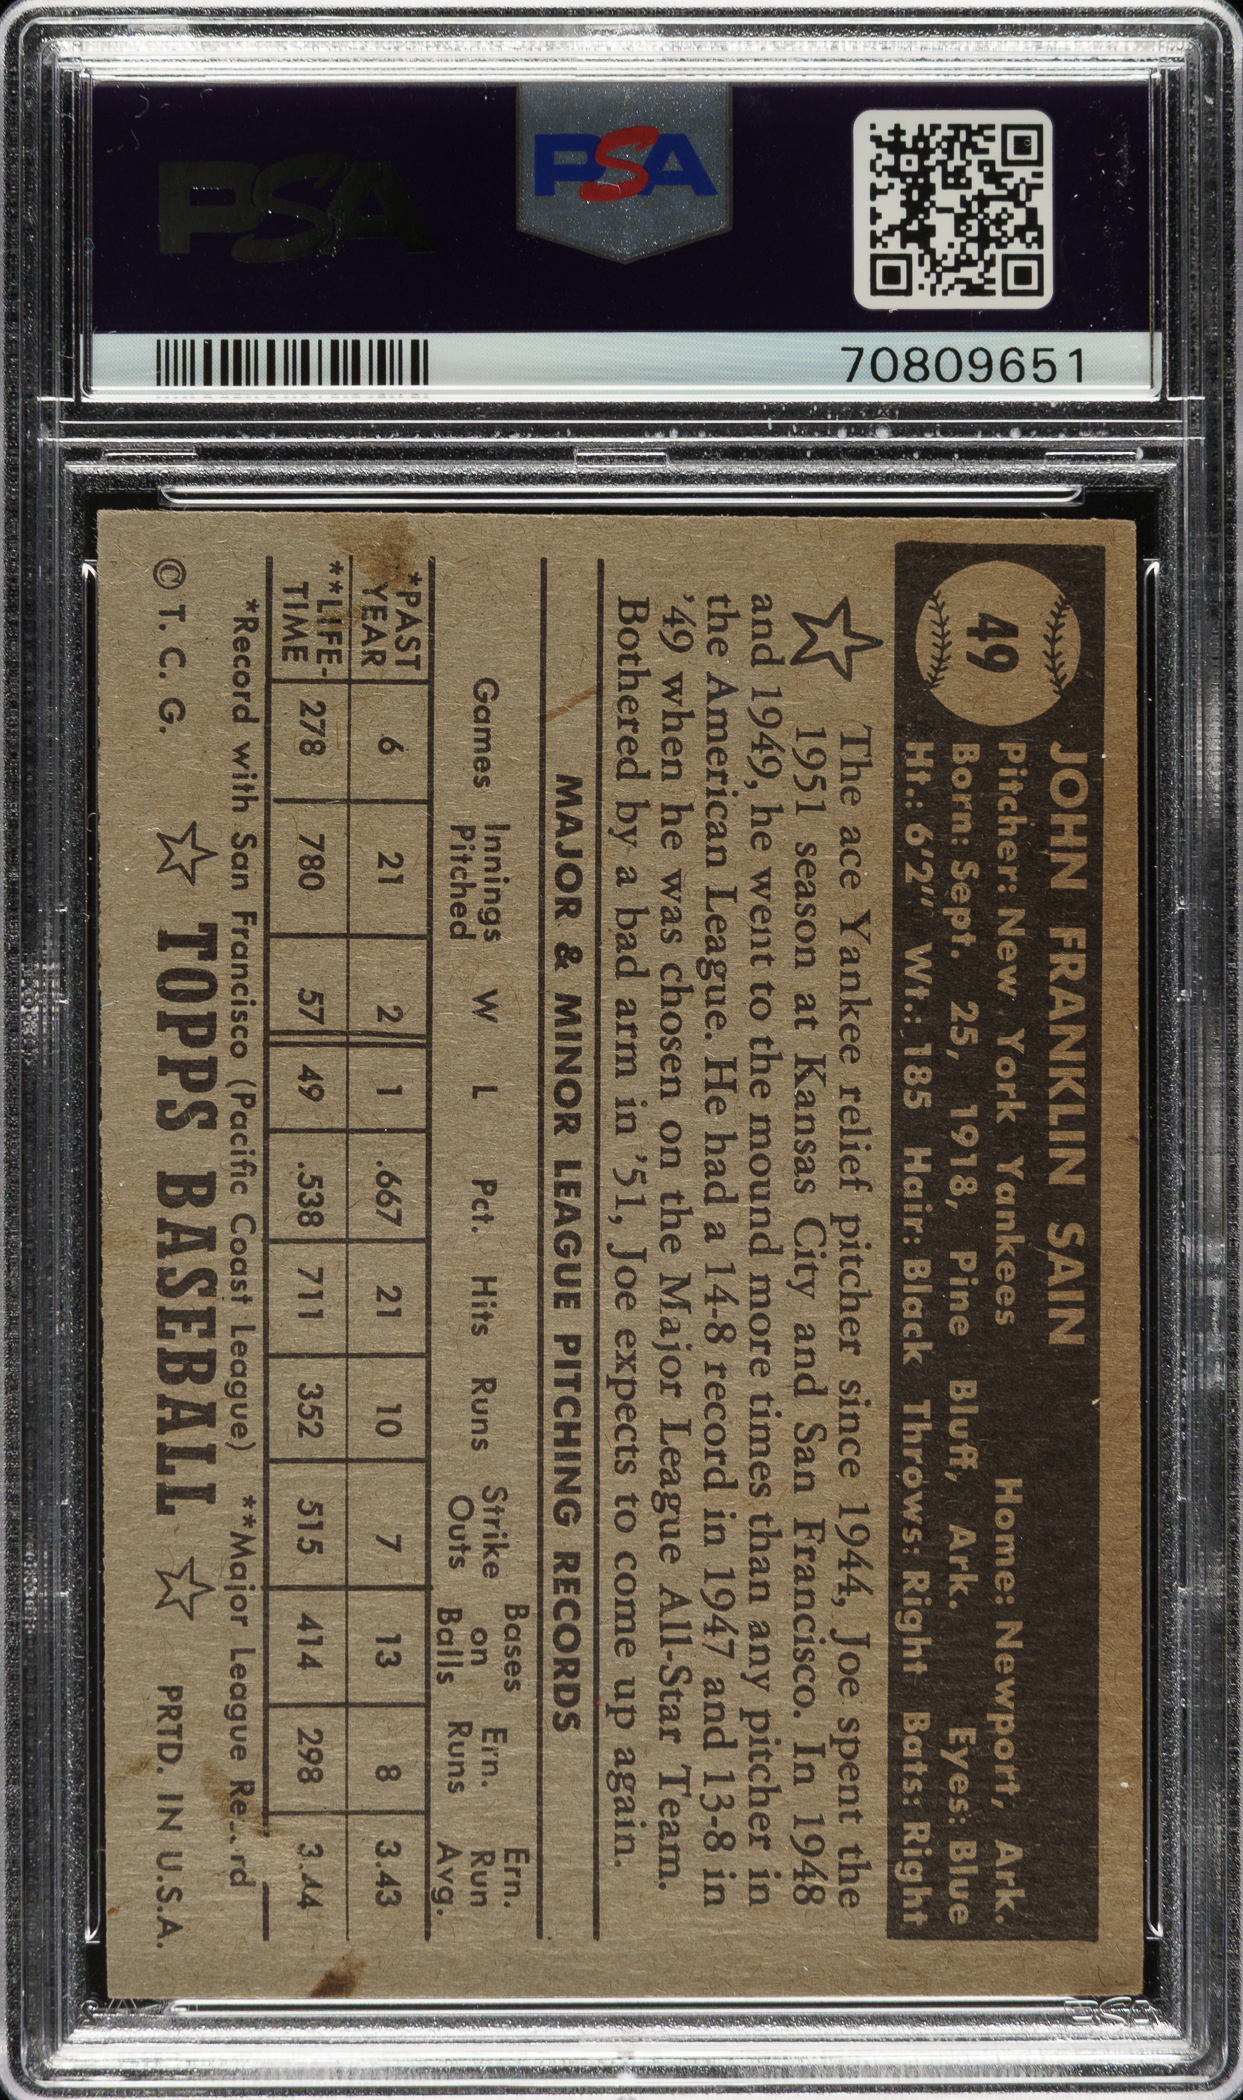 PSA
PSA
70809651
49
JOHN FRANKLIN SAIN
Pitcher: New York Yankees Home: Newport, Ark.
Born: Sept. 25, 1918, Pine Bluff, Ark. Eyes: Blue
Ht.: 6'2" Wt.: 185 Hair: Black Throws: Right Bats: Right
The ace Yankee relief pitcher since 1944, Joe spent the
1951 season at Kansas City and San Francisco. In 1948
and 1949, he went to the mound more times than any pitcher in
the American League. He had a 14-8 record in 1947 and 13-8 in
'49 when he was chosen on the Major League All-Star Team.
Bothered by a bad arm in '51, Joe expects to come up again.
MAJOR & MINOR LEAGUE PITCHING RECORDS
Games Innings Pitched W L Pct. Hits Runs Strike Outs Bases on Balls Ern. Runs Ern. Run Avg.
*PAST YEAR 6 21 2 1 .667 21 10 7 13 8 3.43
**LIFE-TIME 278 780 57 49 .538 711 352 515 414 298 3.44
*Record with San Francisco (Pacific Coast League) **Major League
© T. C. G. TOPPS BASEBALL PRTD. IN U.S.A.
PSA